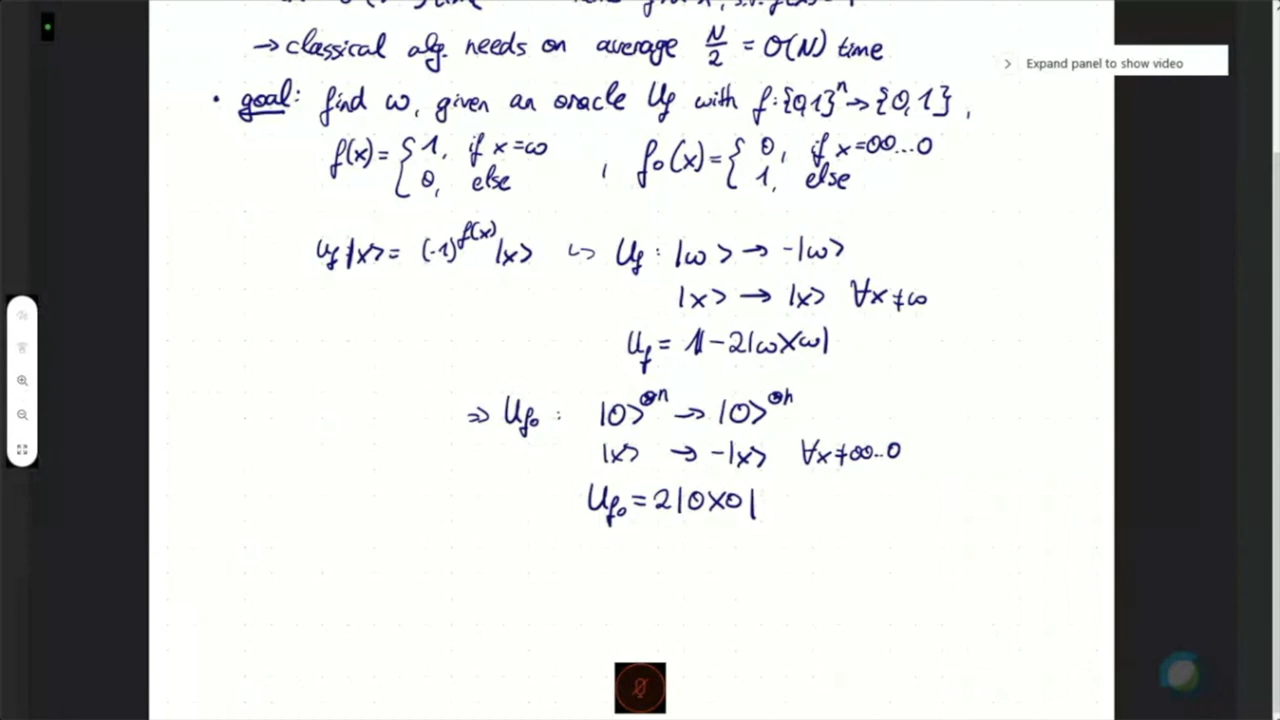 → classical alg. needs on average N/2 = O(N) time
Expand panel to show video
• goal: find ω, given an oracle U_f with f: {0,1}^n → {0,1},
f(x) = { 1, if x = ω , f₀(x) = { 0, if x = 00...0
0, else 1, else
U_f |x> = (-1)^f(x) |x> ↪ U_f : |ω> → -|ω>
|x> → |x> ∀x ≠ ω
U_f = 𝟙 - 2|ω><ω|
⇒ U_f₀ : |0>^⊗n → |0>^⊗n
|x> → -|x> ∀x ≠ 00..0
U_f₀ = 2|0><0|